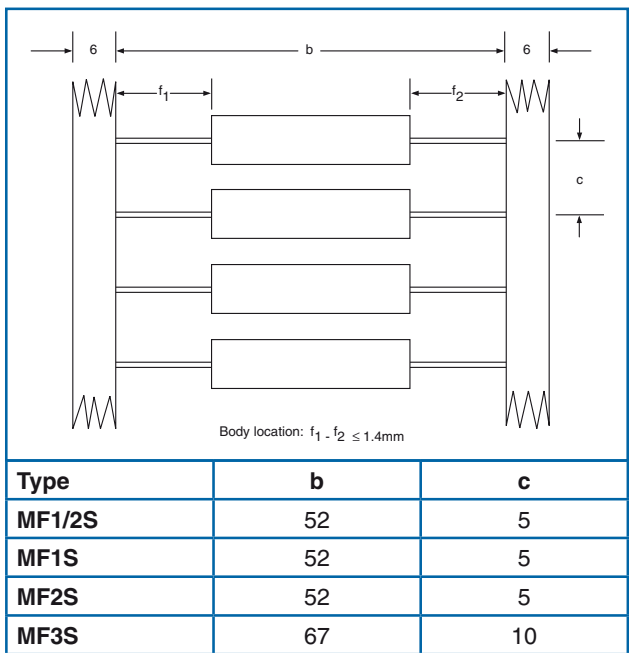 6 b 6
f1 f2
c
Body location: f1 - f2 ≤ 1.4mm
Type b c
MF1/2S 52 5
MF1S 52 5
MF2S 52 5
MF3S 67 10